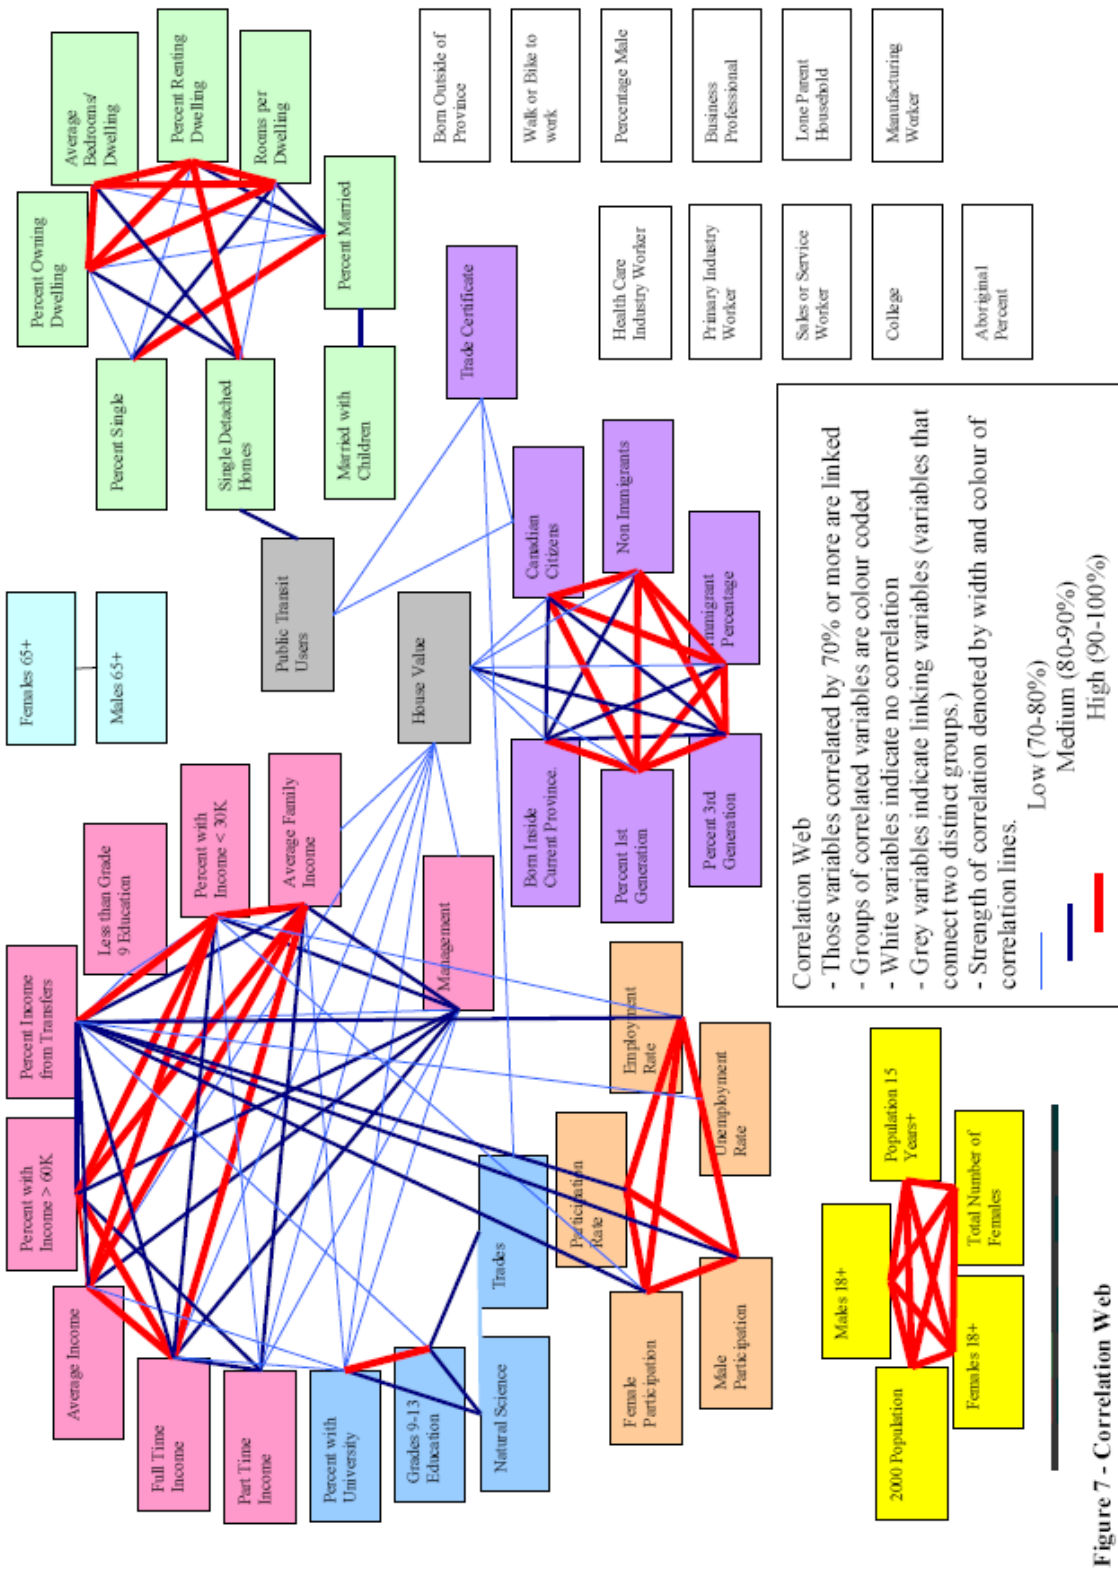 Females 65+
Males 65+
Percent Owning
Dwelling
Average
Bedrooms/
Dwelling
Percent Renting
Dwelling
Rooms per
Dwelling
Percent Single
Single Detached
Homes
Married with
Children
Percent Married
Percent with
Income > 60K
Percent Income
from Transfers
Less than Grade
9 Education
Percent with
Income < 30K
Average Family
Income
Management
Average Income
Full Time
Income
Part Time
Income
Percent with
University
Grades 9-13
Education
Natural Science
Trades
Public Transit
Users
House Value
Trade Certificate
Canadian
Citizens
Non Immigrants
mmigrant
Percentage
Born Inside
Current Province.
Percent 1st
Generation
Percent 3rd
Generation
Participation
Rate
Employment
Rate
Unemployment
Rate
Female
Participation
Male
Participation
Males 18+
Population 15
Years+
2000 Population
Females 18+
Total Number of
Females
Born Outside of
Province
Walk or Bike to
work
Percentage Male
Business
Professional
Lone Parent
Household
Manufacturing
Worker
Health Care
Industry Worker
Primary Industry
Worker
Sales or Service
Worker
College
Aboriginal
Percent
Correlation Web
- Those variables correlated by 70% or more are linked
- Groups of correlated variables are colour coded
- White variables indicate no correlation
- Grey variables indicate linking variables (variables that
connect two distinct groups.)
- Strength of correlation denoted by width and colour of
correlation lines.
Low (70-80%)
Medium (80-90%)
High (90-100%)
Figure 7 - Correlation Web